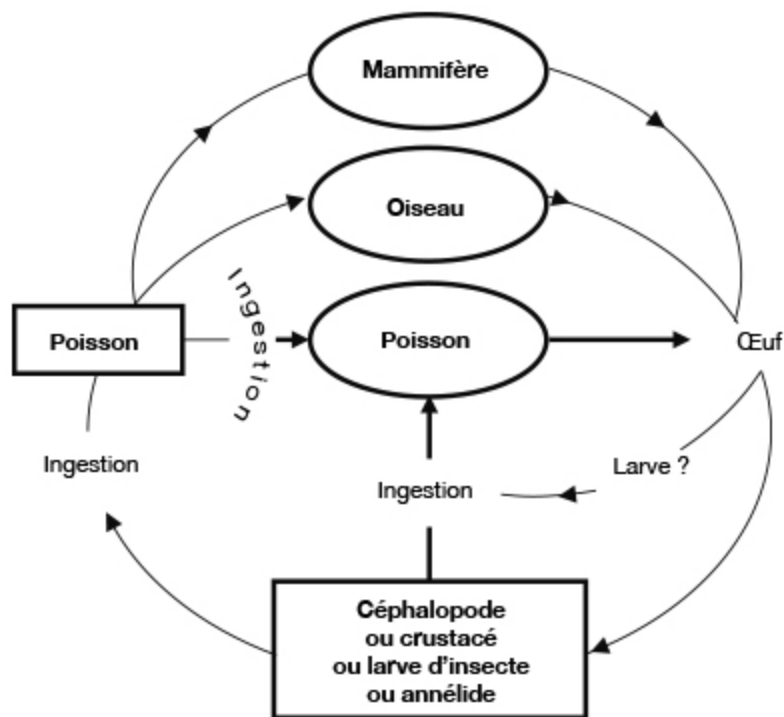 Mammifère
Oiseau
Ingestion
Poisson
Poisson
Œuf
Ingestion
Larve ?
Ingestion
Céphalopode
ou crustacé
ou larve d'insecte
ou annélide